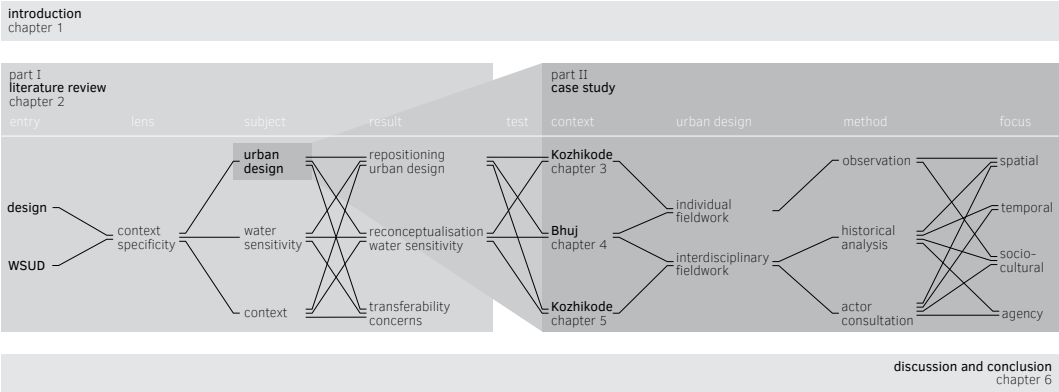 introduction
chapter 1
part I
literature review
chapter 2
entry
lens
subject
result
test
design
WSUD
context
specificity
urban
design
water
sensitivity
context
repositioning
urban design
reconceptualisation
water sensitivity
transferability
concerns
part II
case study
context
urban design
method
focus
Kozhikode
chapter 3
Bhuj
chapter 4
Kozhikode
chapter 5
individual
fieldwork
interdisciplinary
fieldwork
observation
historical
analysis
actor
consultation
spatial
temporal
socio-
cultural
agency
discussion and conclusion
chapter 6